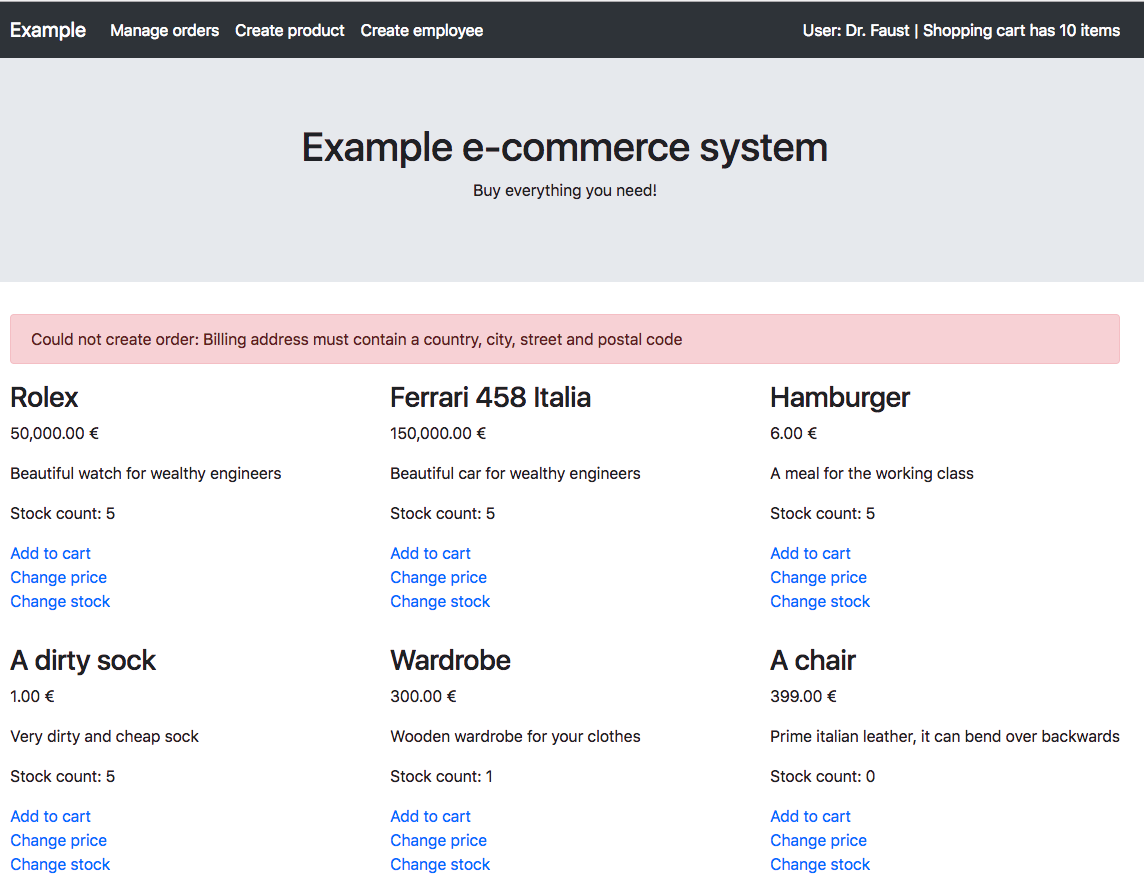 Example Manage orders Create product Create employee User: Dr. Faust | Shopping cart has 10 items
Example e-commerce system
Buy everything you need!
Could not create order: Billing address must contain a country, city, street and postal code
Rolex
50,000.00 €
Beautiful watch for wealthy engineers
Stock count: 5
Add to cart
Change price
Change stock
Ferrari 458 Italia
150,000.00 €
Beautiful car for wealthy engineers
Stock count: 5
Add to cart
Change price
Change stock
Hamburger
6.00 €
A meal for the working class
Stock count: 5
Add to cart
Change price
Change stock
A dirty sock
1.00 €
Very dirty and cheap sock
Stock count: 5
Add to cart
Change price
Change stock
Wardrobe
300.00 €
Wooden wardrobe for your clothes
Stock count: 1
Add to cart
Change price
Change stock
A chair
399.00 €
Prime italian leather, it can bend over backwards
Stock count: 0
Add to cart
Change price
Change stock